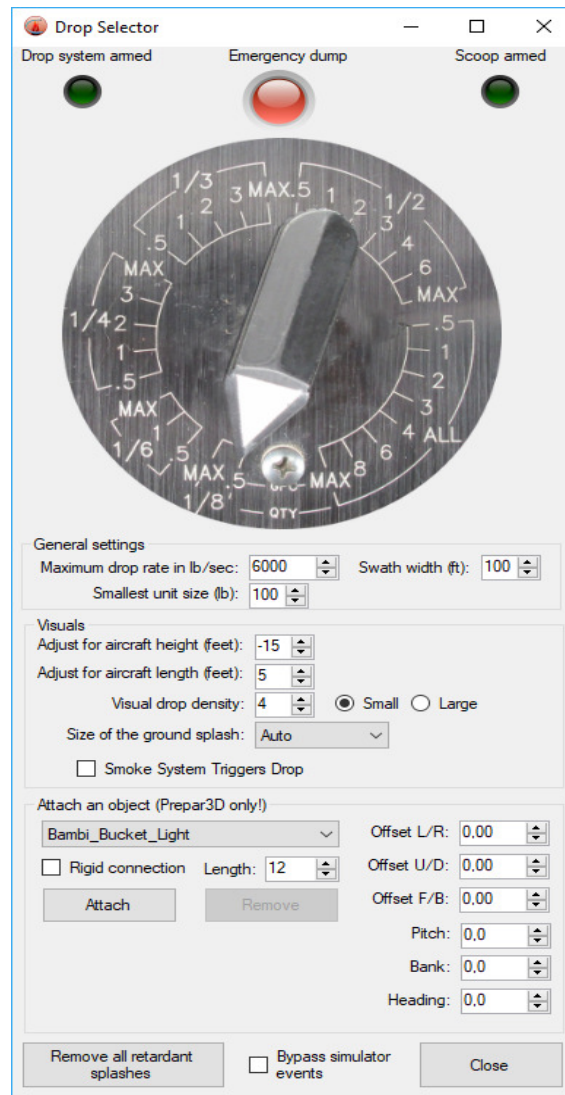 Drop Selector
Drop system armed Emergency dump Scoop armed
1/3 .5 1 2 3 MAX
1/2 .5 1 2 3 4 6 MAX
1/4 .5 1 2 3 MAX
ALL .5 1 2 3 4 6 8 MAX
1/6 .5 1 MAX
1/8 .5 MAX
QTY
General settings
Maximum drop rate in lb/sec: 6000 Swath width (ft): 100
Smallest unit size (lb): 100
Visuals
Adjust for aircraft height (feet): -15
Adjust for aircraft length (feet): 5
Visual drop density: 4 Small Large
Size of the ground splash: Auto
Smoke System Triggers Drop
Attach an object (Prepar3D only!)
Bambi_Bucket_Light Offset L/R: 0,00
Rigid connection Length: 12 Offset U/D: 0,00
Attach Remove Offset F/B: 0,00
Pitch: 0,0
Bank: 0,0
Heading: 0,0
Remove all retardant
splashes
Bypass simulator
events
Close